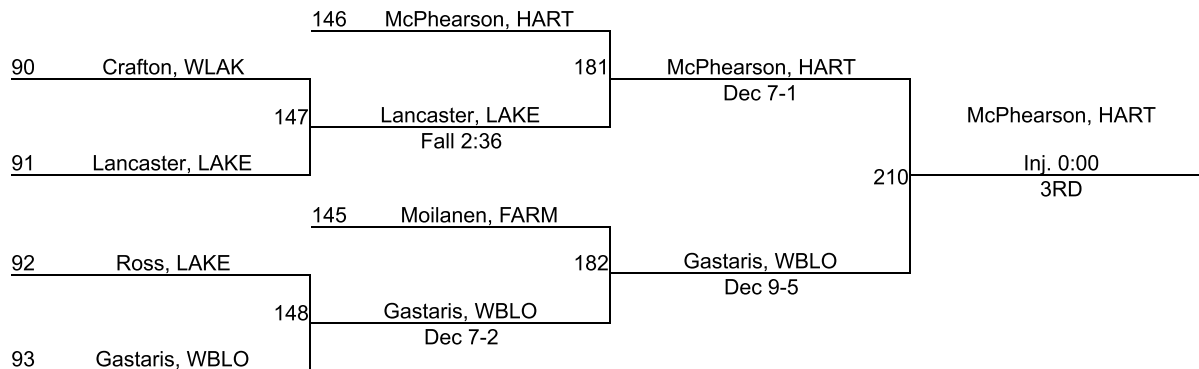 146 McPhearson, HART
90 Crafton, WLAK
181 McPhearson, HART
Dec 7-1
147 Lancaster, LAKE
Fall 2:36
McPhearson, HART
91 Lancaster, LAKE
210 Inj. 0:00
3RD
145 Moilanen, FARM
92 Ross, LAKE
182 Gastaris, WBLO
Dec 9-5
148 Gastaris, WBLO
Dec 7-2
93 Gastaris, WBLO